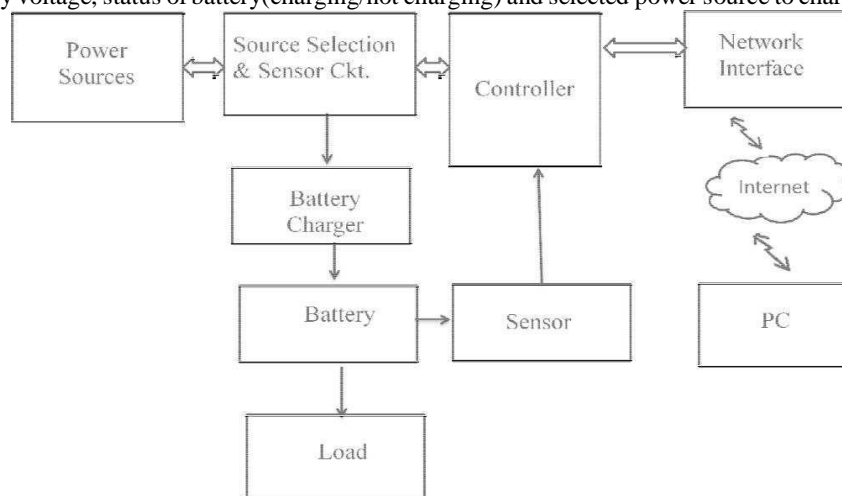 voltage, status of battery(charging/not charging) and selected power source to
Power
Sources
Source Selection
& Sensor Ckt.
Controller
Network
Interface
Battery
Charger
Internet
Battery
Sensor
PC
Load